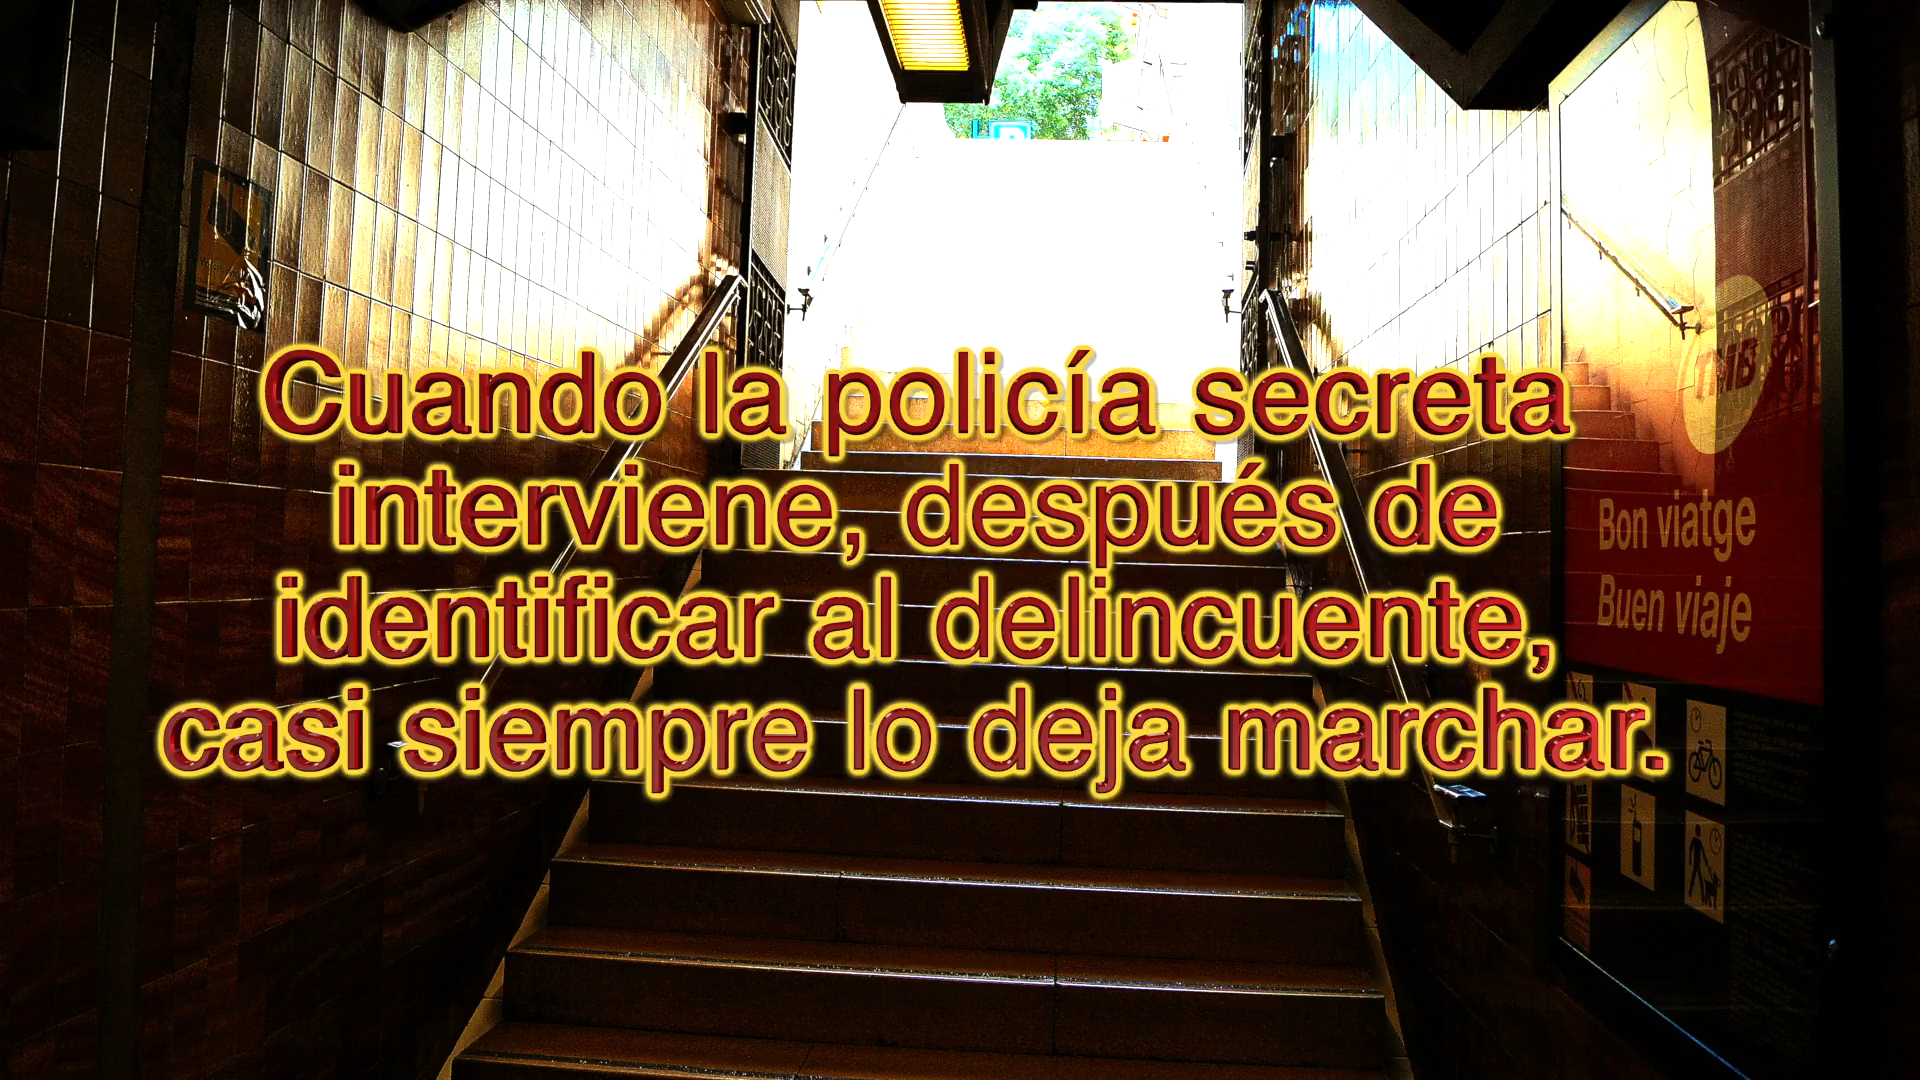 Cuando la policía secreta
interviene, después de
identificar al delincuente,
casi siempre lo deja marchar.
TMB
Bon viatge
Buen viaje